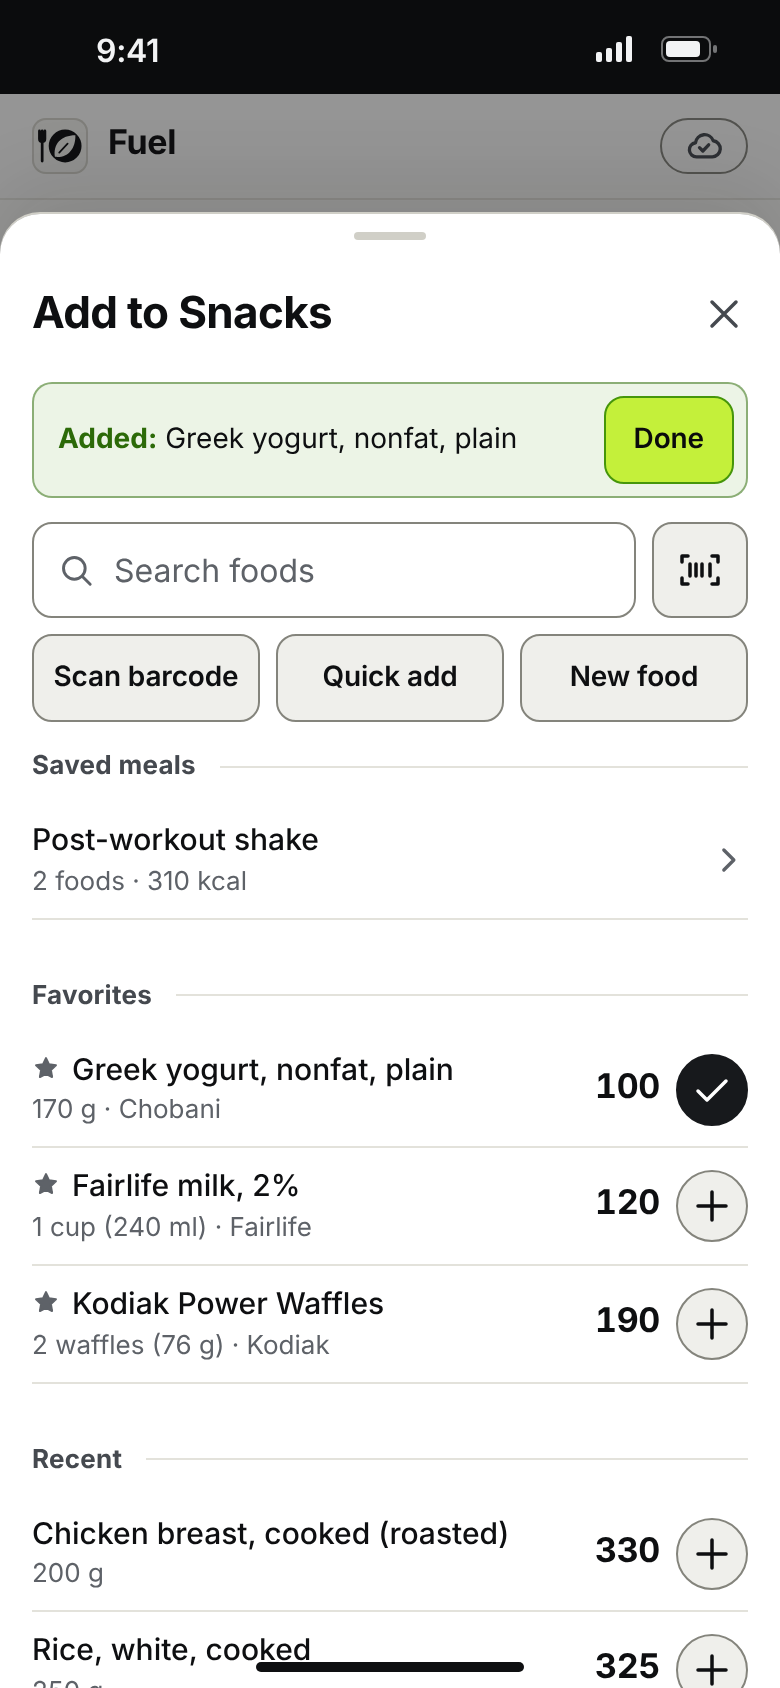 9:41
Fuel
Add to Snacks
Added: Greek yogurt, nonfat, plain
Done
Search foods
Scan barcode
Quick add
New food
Saved meals
Post-workout shake
2 foods · 310 kcal
Favorites
Greek yogurt, nonfat, plain
100
170 g · Chobani
Fairlife milk, 2%
120
1 cup (240 ml) · Fairlife
Kodiak Power Waffles
190
2 waffles (76 g) · Kodiak
Recent
Chicken breast, cooked (roasted)
330
200 g
Rice, white, cooked
325